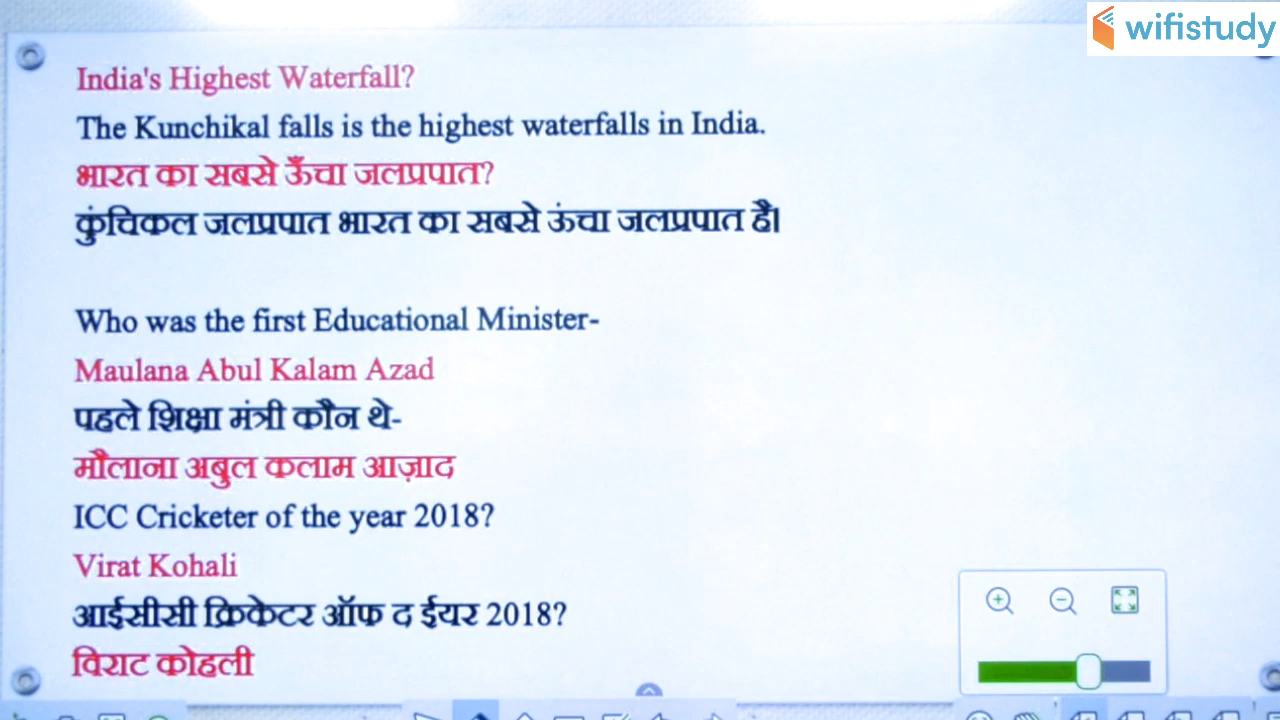 wifistudy
India's Highest Waterfall?
The Kunchikal falls is the highest waterfalls in India.
भारत का सबसे ऊँचा जलप्रपात?
कुंचिकल जलप्रपात भारत का सबसे ऊंचा जलप्रपात है।
Who was the first Educational Minister-
Maulana Abul Kalam Azad
पहले शिक्षा मंत्री कौन थे-
मौलाना अबुल कलाम आज़ाद
ICC Cricketer of the year 2018?
Virat Kohali
आईसीसी क्रिकेटर ऑफ द ईयर 2018?
विराट कोहली